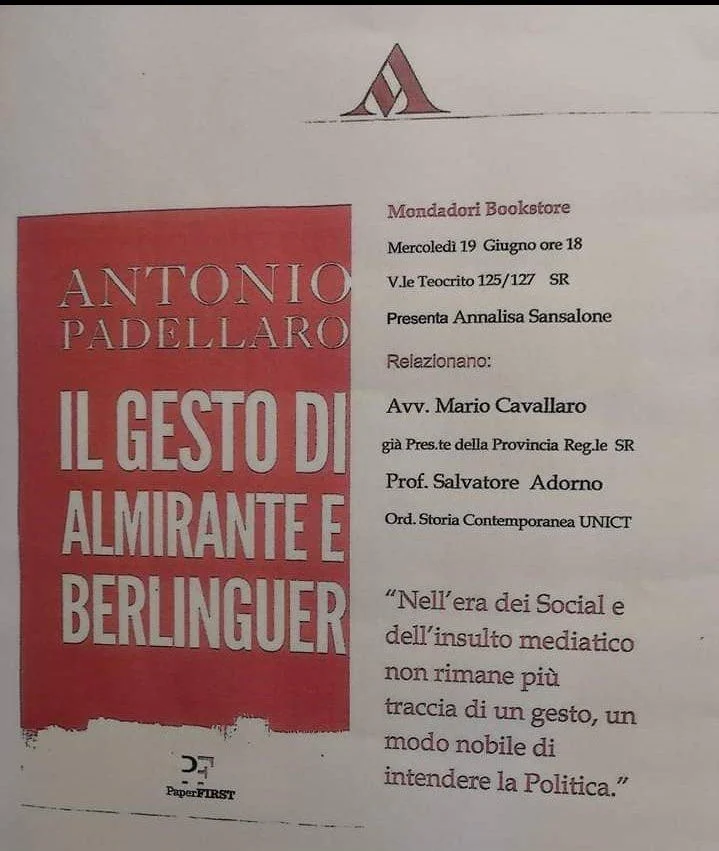 ANTONIO
PADELLARO
IL GESTO DI
ALMIRANTE E
BERLINGUER
PaperFIRST
Mondadori Bookstore
Mercoledì 19 Giugno ore 18
V.le Teocrito 125/127 SR
Presenta Annalisa Sansalone
Relazionano:
Avv. Mario Cavallaro
già Pres.te della Provincia Reg.le SR
Prof. Salvatore Adorno
Ord. Storia Contemporanea UNICT
“Nell’era dei Social e
dell’insulto mediatico
non rimane più
traccia di un gesto, un
modo nobile di
intendere la Politica.”